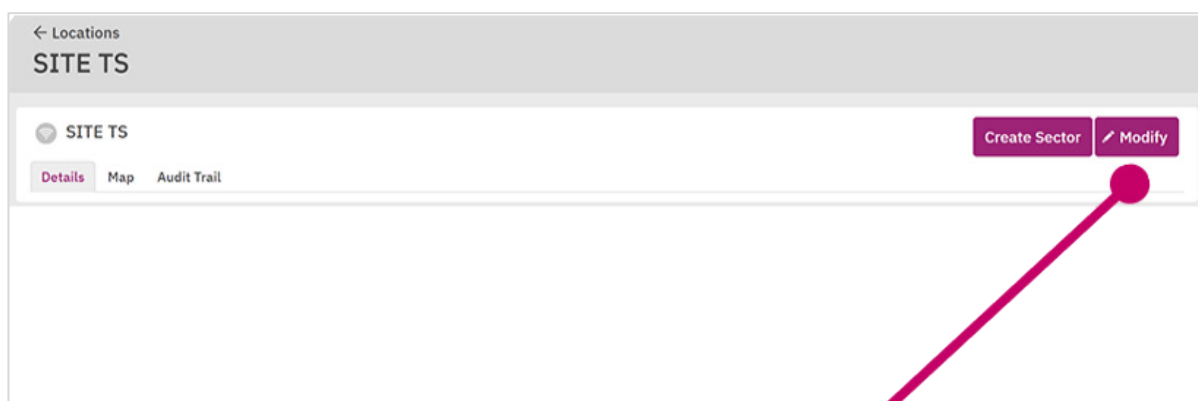 ← Locations
SITE TS
SITE TS
Create Sector
Modify
Details Map Audit Trail